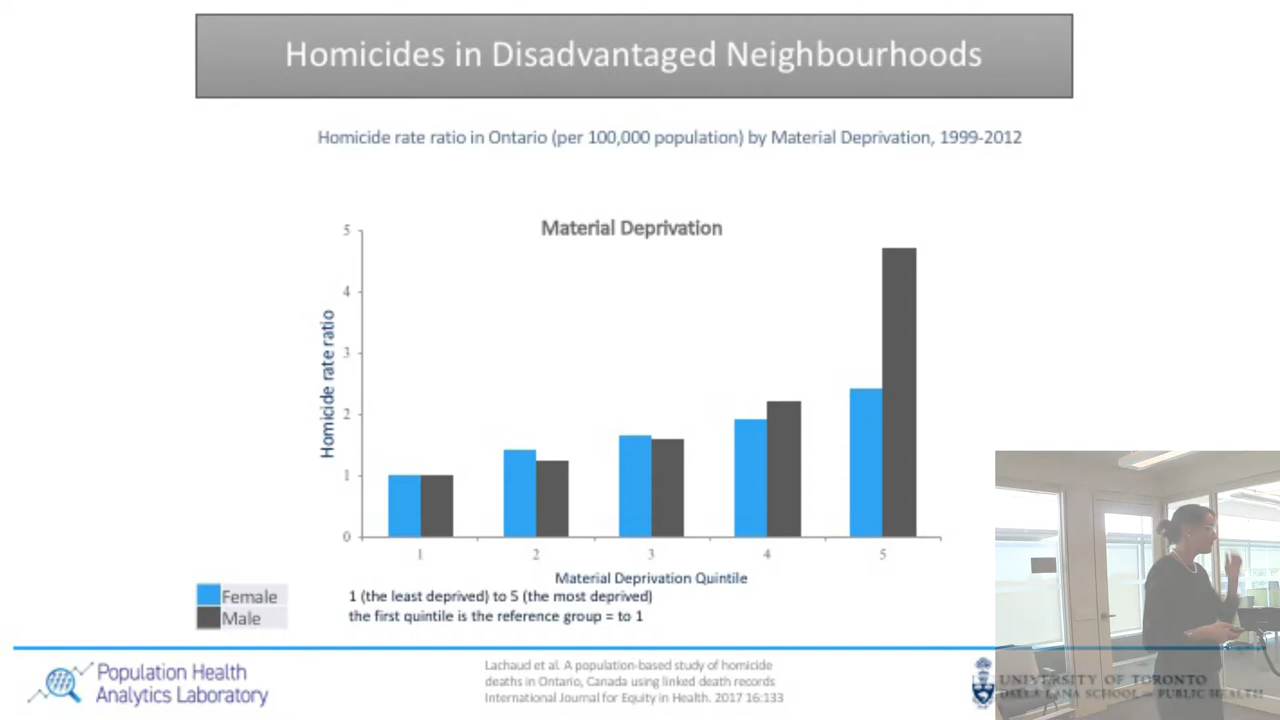 Homicides in Disadvantaged Neighbourhoods
Homicide rate ratio in Ontario (per 100,000 population) by Material Deprivation, 1999-2012
Material Deprivation
Homicide rate ratio
5
4
3
2
1
0
1 2 3 4 5
Material Deprivation Quintile
1 (the least deprived) to 5 (the most deprived)
the first quintile is the reference group = to 1
Female
Male
Population Health
Analytics Laboratory
Lachaud et al. A population-based study of homicide
deaths in Ontario, Canada using linked death records
International Journal for Equity in Health. 2017 16:133
UNIVERSITY OF TORONTO
DALLA LANA SCHOOL OF PUBLIC HEALTH